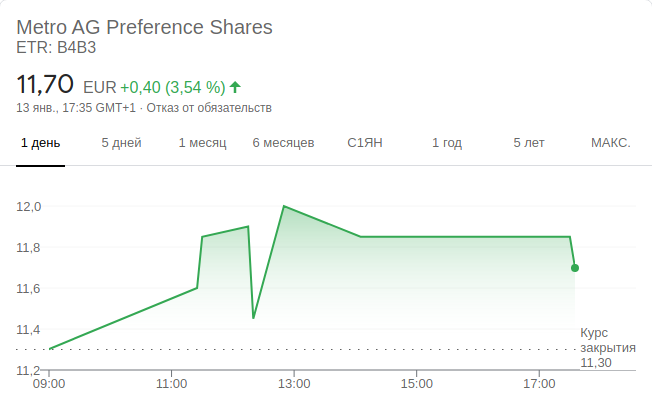 Metro AG Preference Shares
ETR: B4B3
11,70 EUR +0,40 (3,54 %)
13 янв., 17:35 GMT+1 · Отказ от обязательств
1 день 5 дней 1 месяц 6 месяцев С1ЯН 1 год 5 лет МАКС.
12,0
11,8
11,6
11,4
Курс
закрытия
11,30
11,2
09:00 11:00 13:00 15:00 17:00